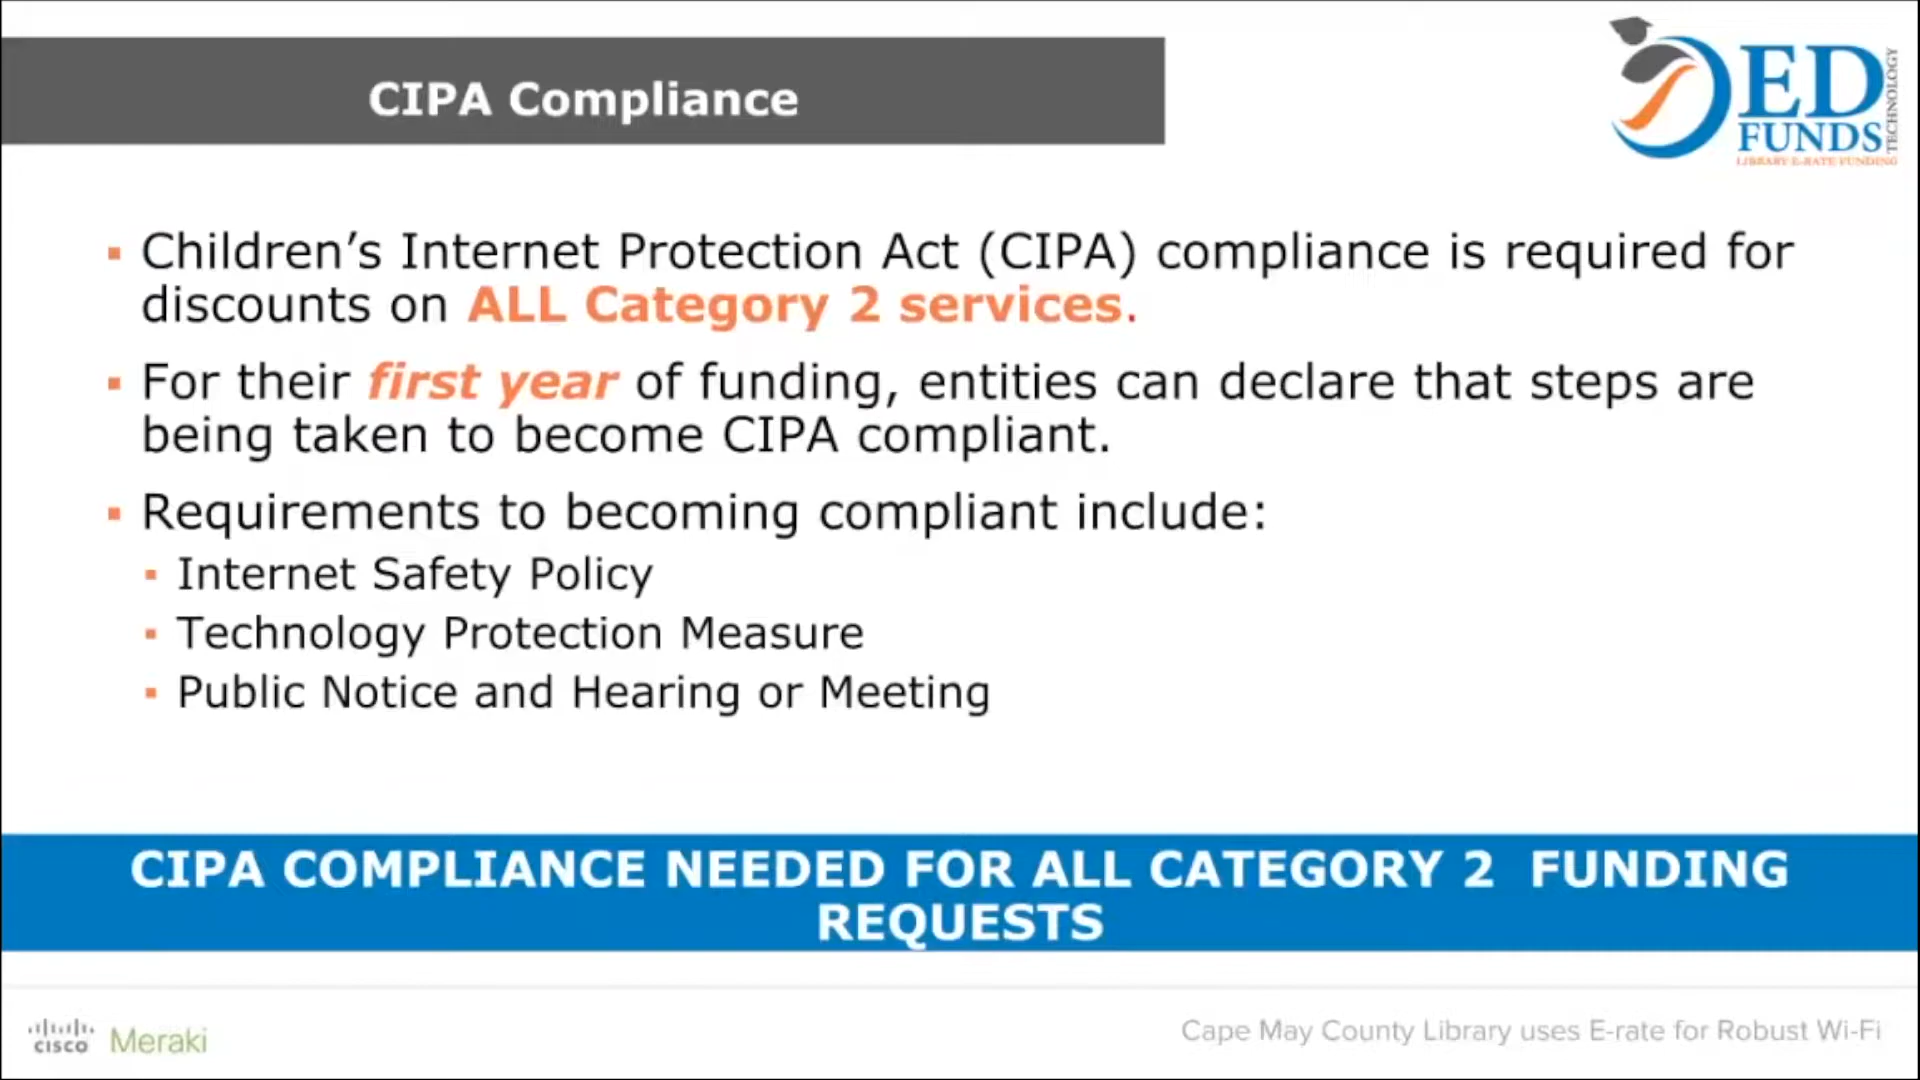 CIPA Compliance
ED
FUNDS
TECHNOLOGY
LIBRARY E-RATE FUNDING
▪ Children’s Internet Protection Act (CIPA) compliance is required for
discounts on ALL Category 2 services.
▪ For their first year of funding, entities can declare that steps are
being taken to become CIPA compliant.
▪ Requirements to becoming compliant include:
▪ Internet Safety Policy
▪ Technology Protection Measure
▪ Public Notice and Hearing or Meeting
CIPA COMPLIANCE NEEDED FOR ALL CATEGORY 2 FUNDING
REQUESTS
cisco Meraki
Cape May County Library uses E-rate for Robust Wi-Fi